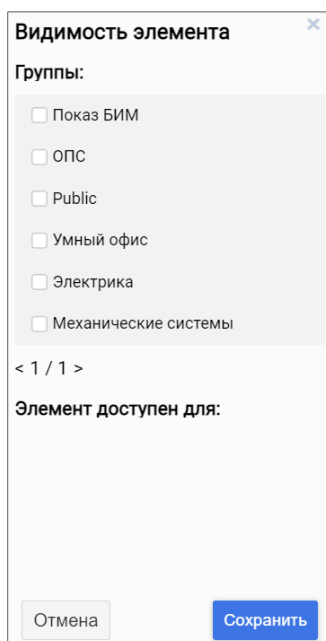 Видимость элемента ×
Группы:
Показ БИМ
ОПС
Public
Умный офис
Электрика
Механические системы
< 1 / 1 >
Элемент доступен для:
Отмена Сохранить